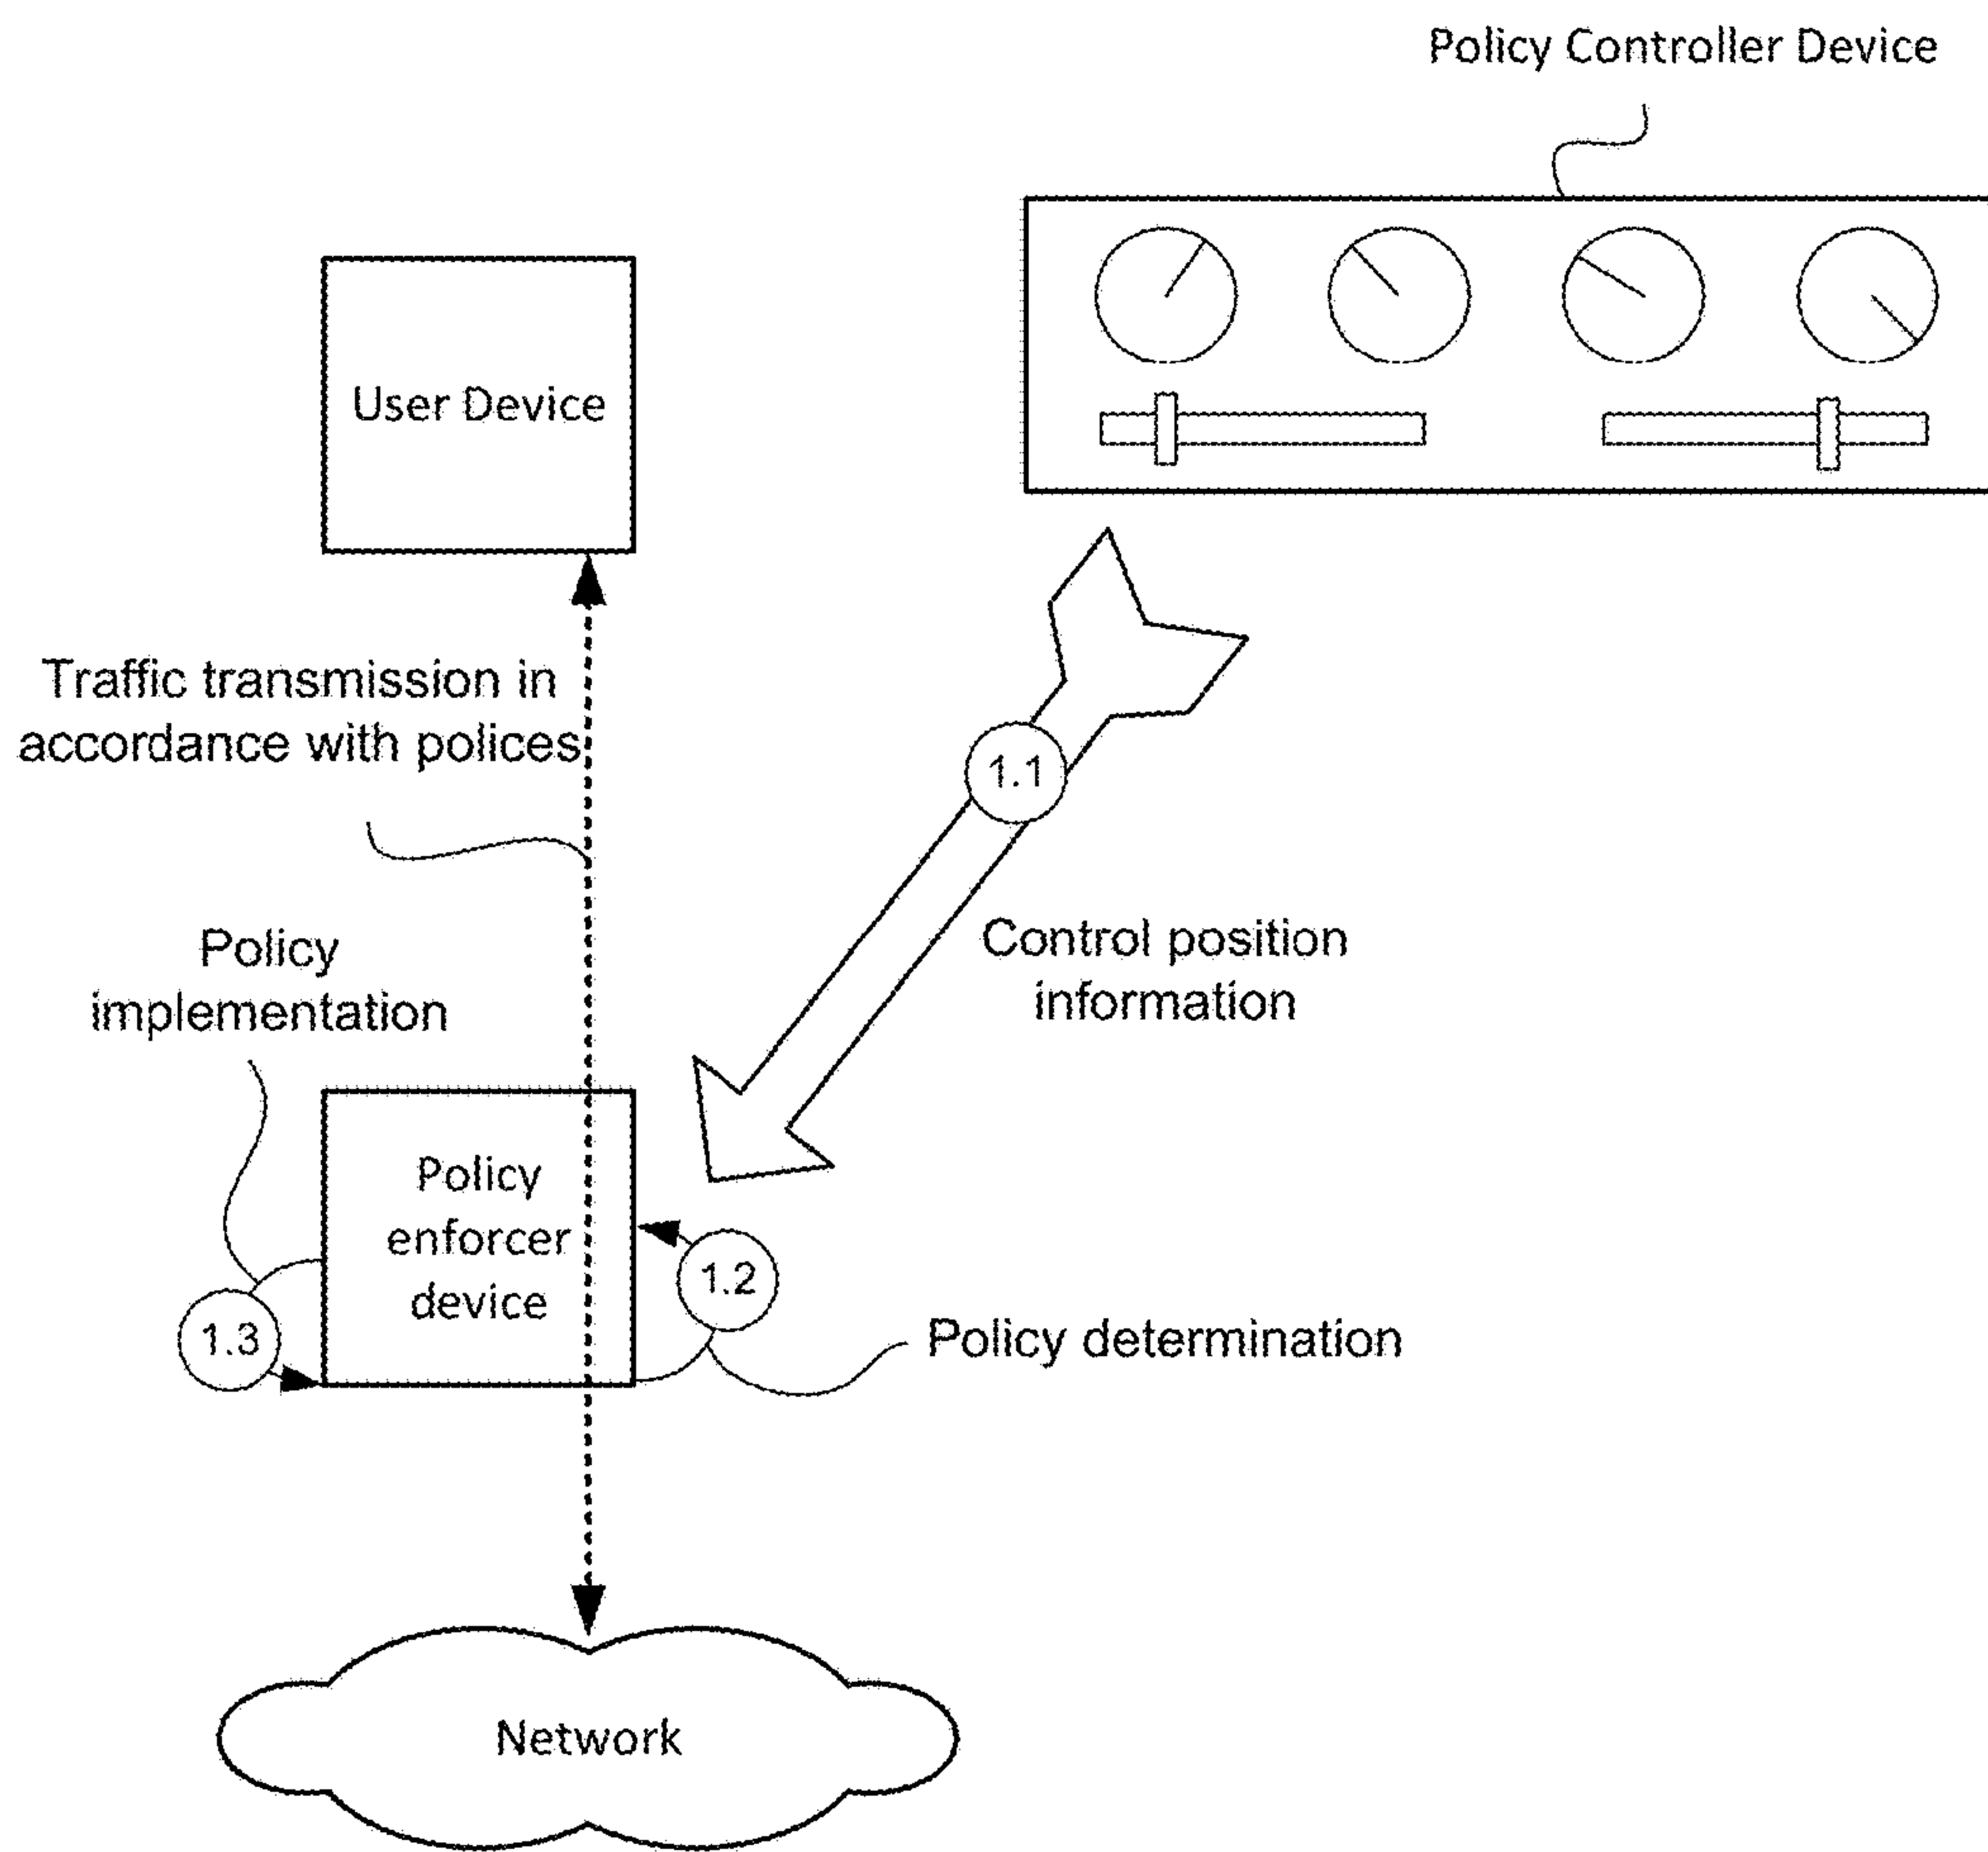 Policy Controller Device
User Device
Traffic transmission in
accordance with polices
1.1
Control position
information
Policy
implementation
Policy
enforcer
device
1.2
1.3
Policy determination
Network